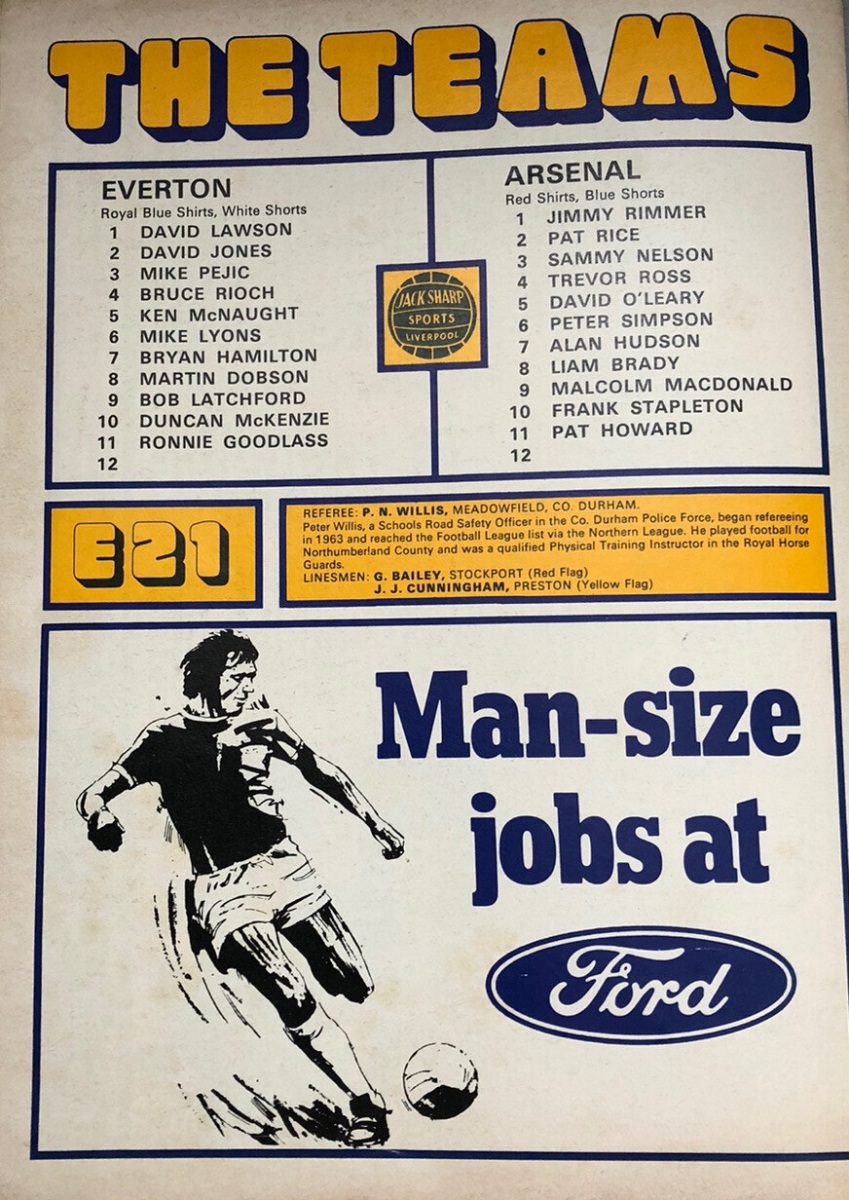 THE TEAMS
EVERTON
Royal Blue Shirts, White Shorts
1 DAVID LAWSON
2 DAVID JONES
3 MIKE PEJIC
4 BRUCE RIOCH
5 KEN McNAUGHT
6 MIKE LYONS
7 BRYAN HAMILTON
8 MARTIN DOBSON
9 BOB LATCHFORD
10 DUNCAN McKENZIE
11 RONNIE GOODLASS
12
JACK SHARP
SPORTS
LIVERPOOL
ARSENAL
Red Shirts, Blue Shorts
1 JIMMY RIMMER
2 PAT RICE
3 SAMMY NELSON
4 TREVOR ROSS
5 DAVID O'LEARY
6 PETER SIMPSON
7 ALAN HUDSON
8 LIAM BRADY
9 MALCOLM MACDONALD
10 FRANK STAPLETON
11 PAT HOWARD
12
E21
REFEREE: P. N. WILLIS, MEADOWFIELD, CO. DURHAM.
Peter Willis, a Schools Road Safety Officer in the Co. Durham Police Force, began refereeing
in 1963 and reached the Football League list via the Northern League. He played football for
Northumberland County and was a qualified Physical Training Instructor in the Royal Horse
Guards.
LINESMEN: G. BAILEY, STOCKPORT (Red Flag)
J. J. CUNNINGHAM, PRESTON (Yellow Flag)
Man-size
jobs at
Ford